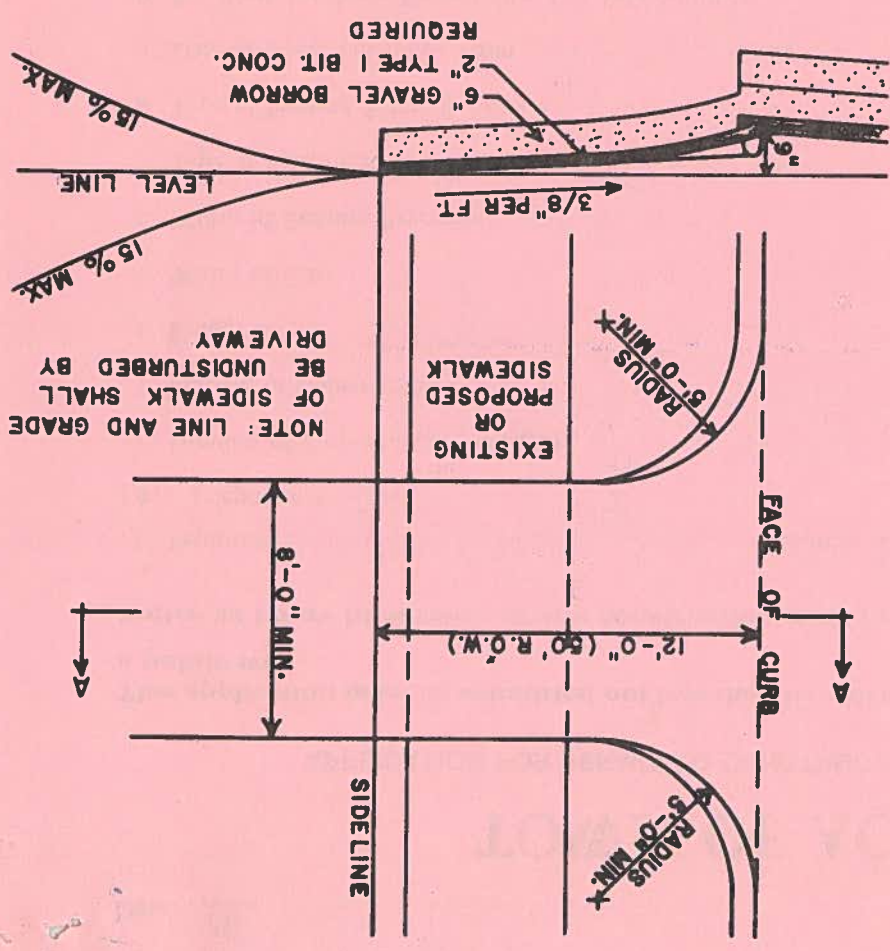 RADIUS
5'-0" MIN.
SIDELINE
12'-0" (50' R.O.W.)
A
A
8'-0" MIN.
FACE OF CURB
EXISTING
OR
PROPOSED
SIDEWALK
NOTE: LINE AND GRADE
OF SIDEWALK SHALL
BE UNDISTURBED BY
DRIVEWAY
RADIUS
5'-0" MIN.
15% MAX.
3/8" PER FT.
LEVEL LINE
6"
15% MAX.
6" GRAVEL BORROW
2" TYPE I BIT. CONC.
REQUIRED